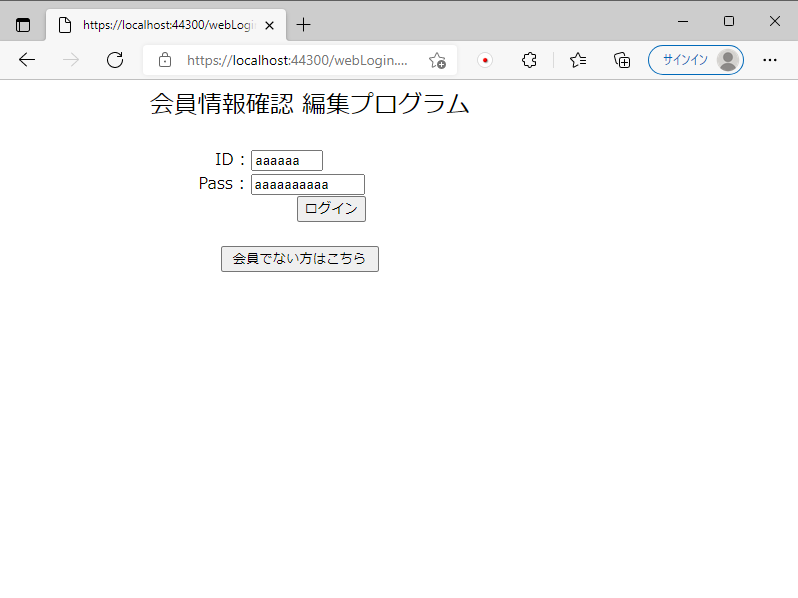 https://localhost:44300/webLogi
https://localhost:44300/webLogin....
サインイン
会員情報確認 編集プログラム
ID : aaaaaa
Pass : aaaaaaaaaa
ログイン
会員でない方はこちら